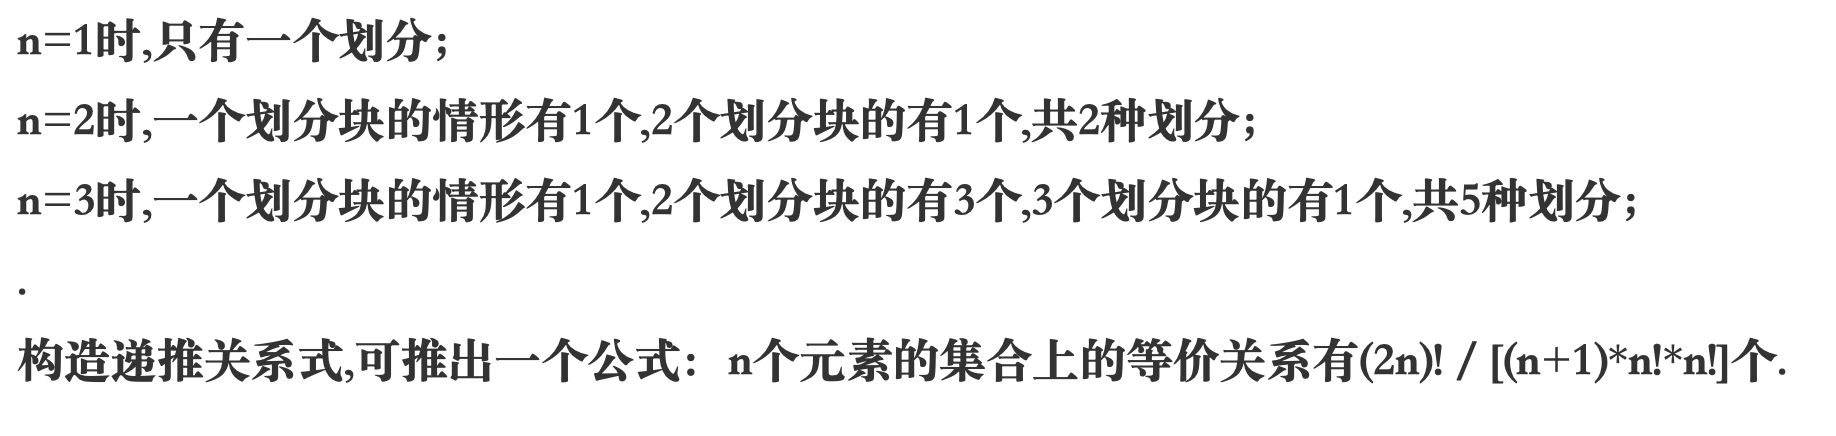 n=1时,只有一个划分；
n=2时,一个划分块的情形有1个,2个划分块的有1个,共2种划分；
n=3时,一个划分块的情形有1个,2个划分块的有3个,3个划分块的有1个,共5种划分；
.
构造递推关系式,可推出一个公式：n个元素的集合上的等价关系有(2n)! / [(n+1)*n!*n!]个.